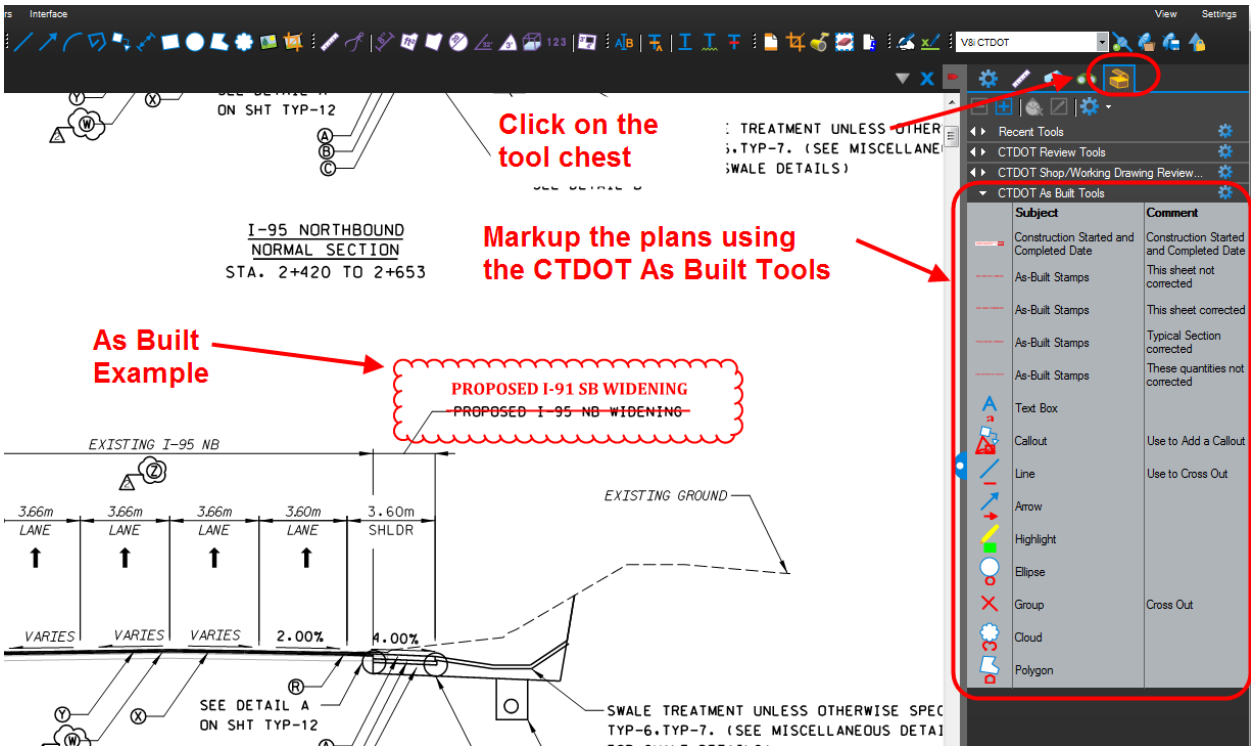 Interface
View
Settings
V8i CTDOT
123
ON SHT TYP-12
Y
X
W
A
B
C
Click on the
tool chest
TREATMENT UNLESS OTHER
.TYP-7. (SEE MISCELLANE
SWALE DETAILS)
I-95 NORTHBOUND
NORMAL SECTION
STA. 2+420 TO 2+653
Markup the plans using
the CTDOT As Built Tools
As Built
Example
PROPOSED I-91 SB WIDENING
PROPOSED I-95 NB WIDENING
EXISTING I-95 NB
Z
EXISTING GROUND
3.66m 3.66m 3.66m 3.60m 3.60m
LANE LANE LANE LANE SHLDR
VARIES VARIES VARIES 2.00% 4.00%
R
SEE DETAIL A
ON SHT TYP-12
Y
X
W
A
SWALE TREATMENT UNLESS OTHERWISE SPEC
TYP-6,TYP-7. (SEE MISCELLANEOUS DETAI
Recent Tools
CTDOT Review Tools
CTDOT Shop/Working Drawing Review...
CTDOT As Built Tools
Subject Comment
Construction Started and Completed Date
Construction Started and Completed Date
As-Built Stamps
This sheet not corrected
As-Built Stamps
This sheet corrected
As-Built Stamps
Typical Section corrected
As-Built Stamps
These quantities not corrected
Text Box
Callout
Use to Add a Callout
Line
Use to Cross Out
Arrow
Highlight
Ellipse
Group
Cross Out
Cloud
Polygon